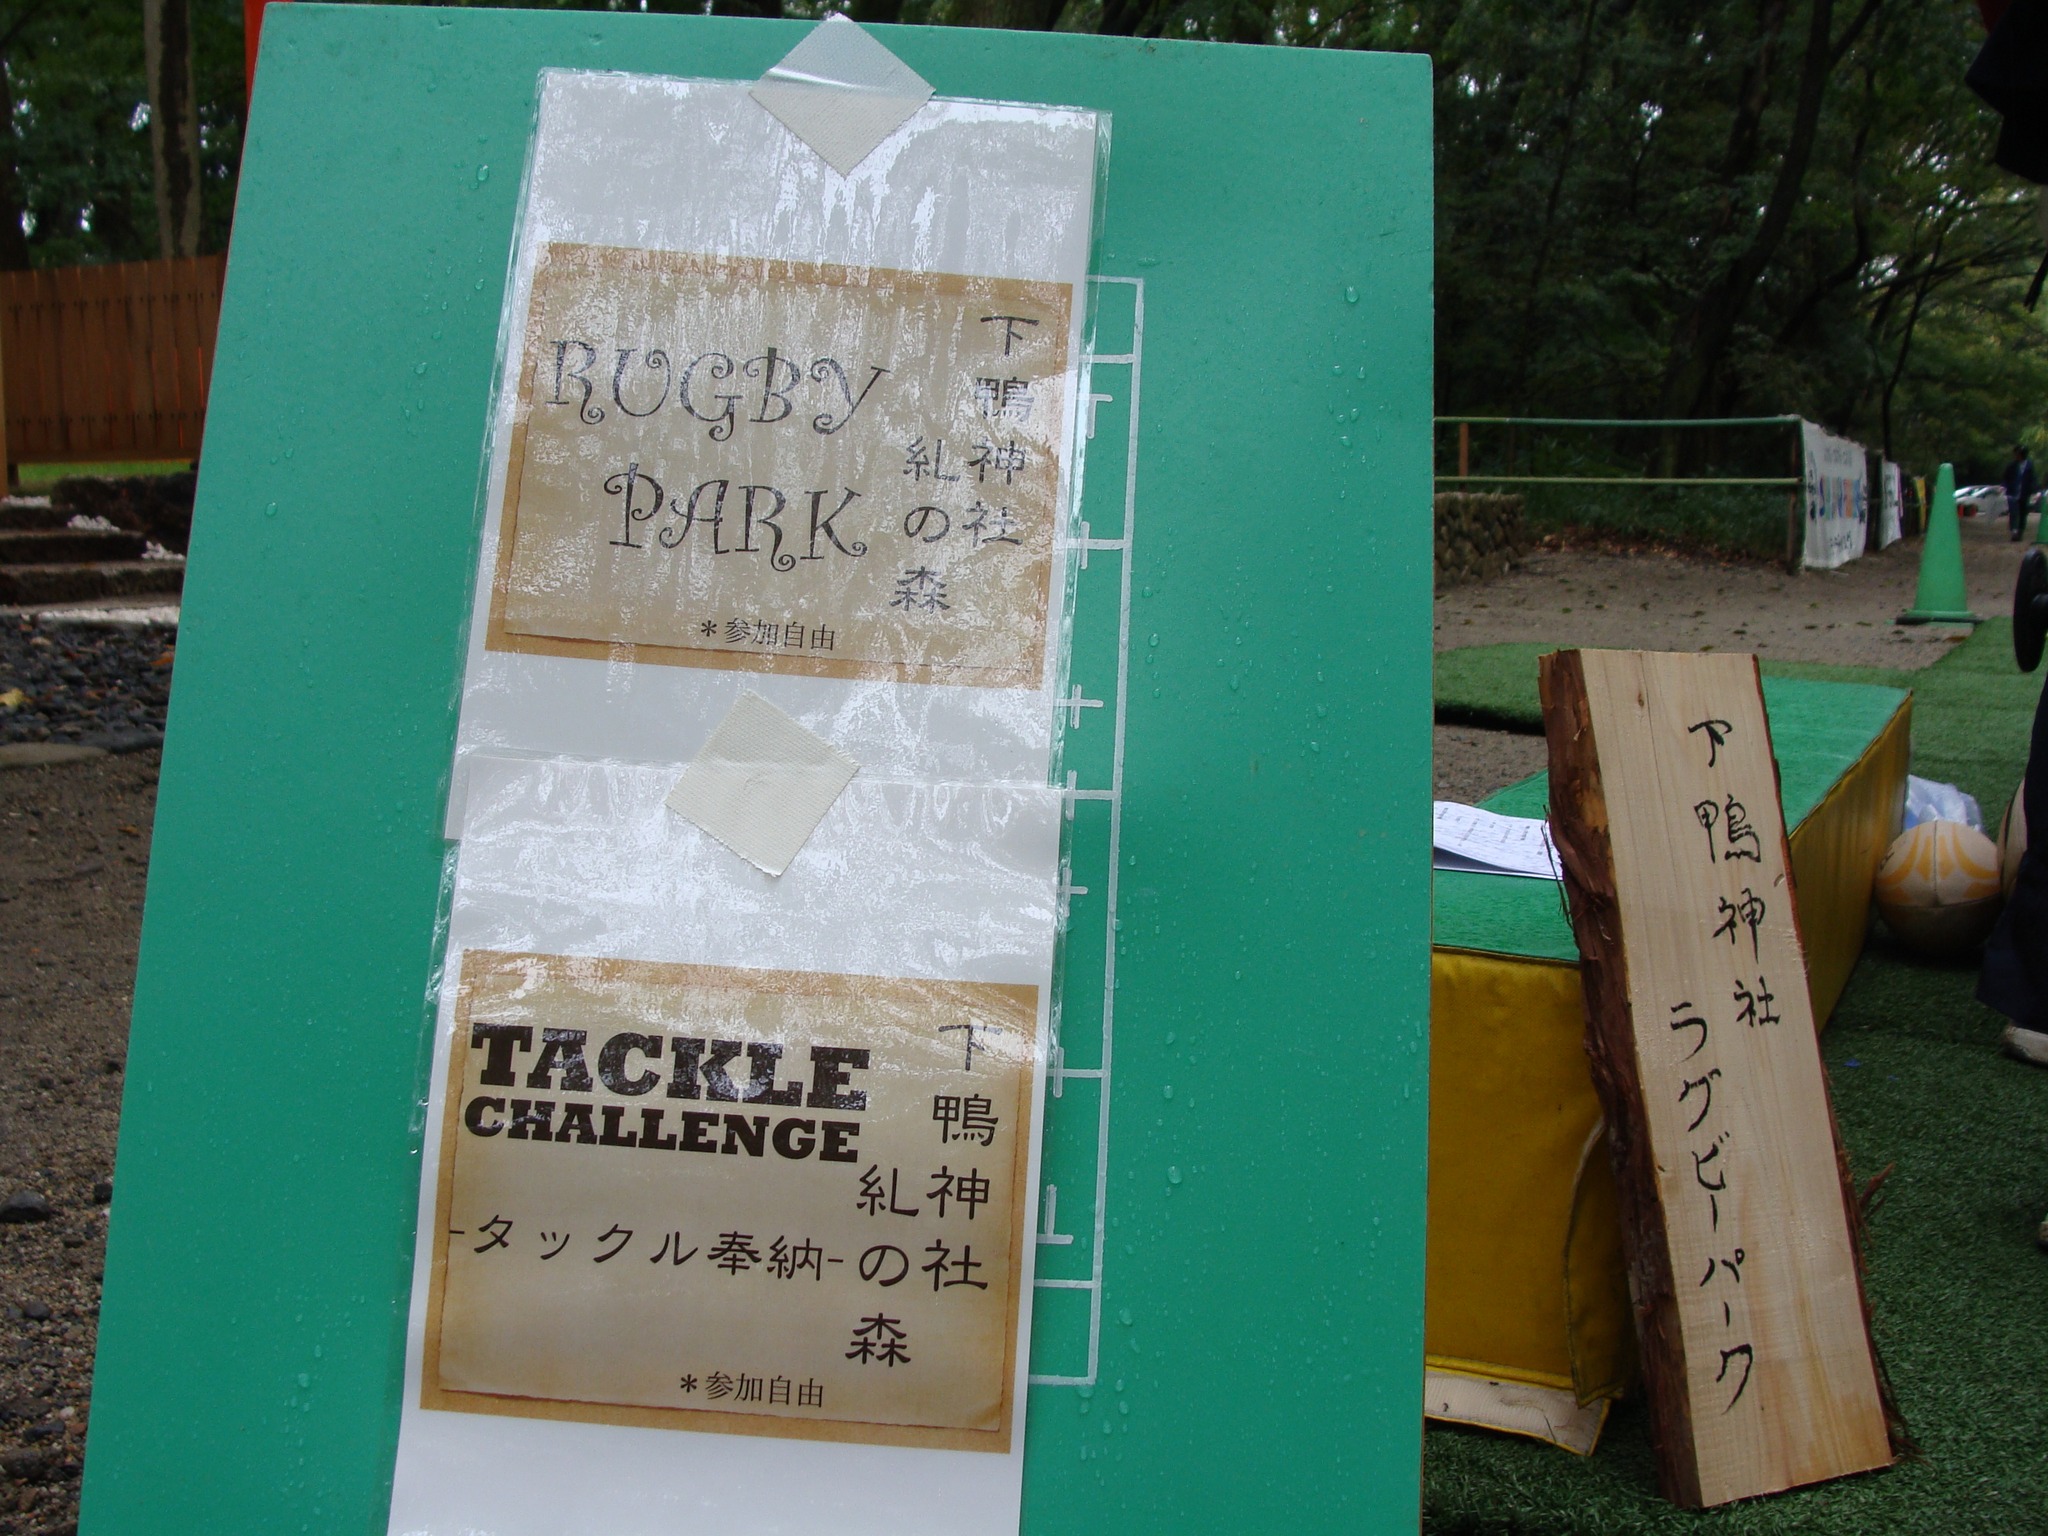 RUGBY
PARK
下鴨神社
糺の森
＊参加自由
TACKLE
CHALLENGE
-タックル奉納-
下鴨神社
糺の森
＊参加自由
下鴨神社
ラグビーパーク